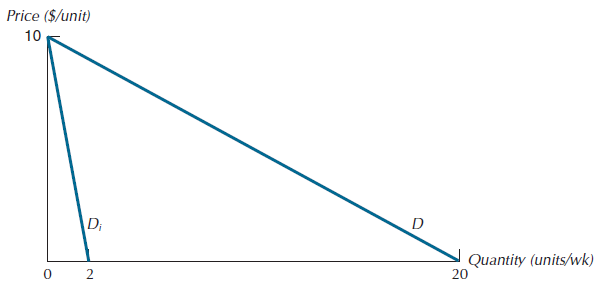 Price ($/unit)
10
Dᵢ
D
Quantity (units/wk)
0
2
20